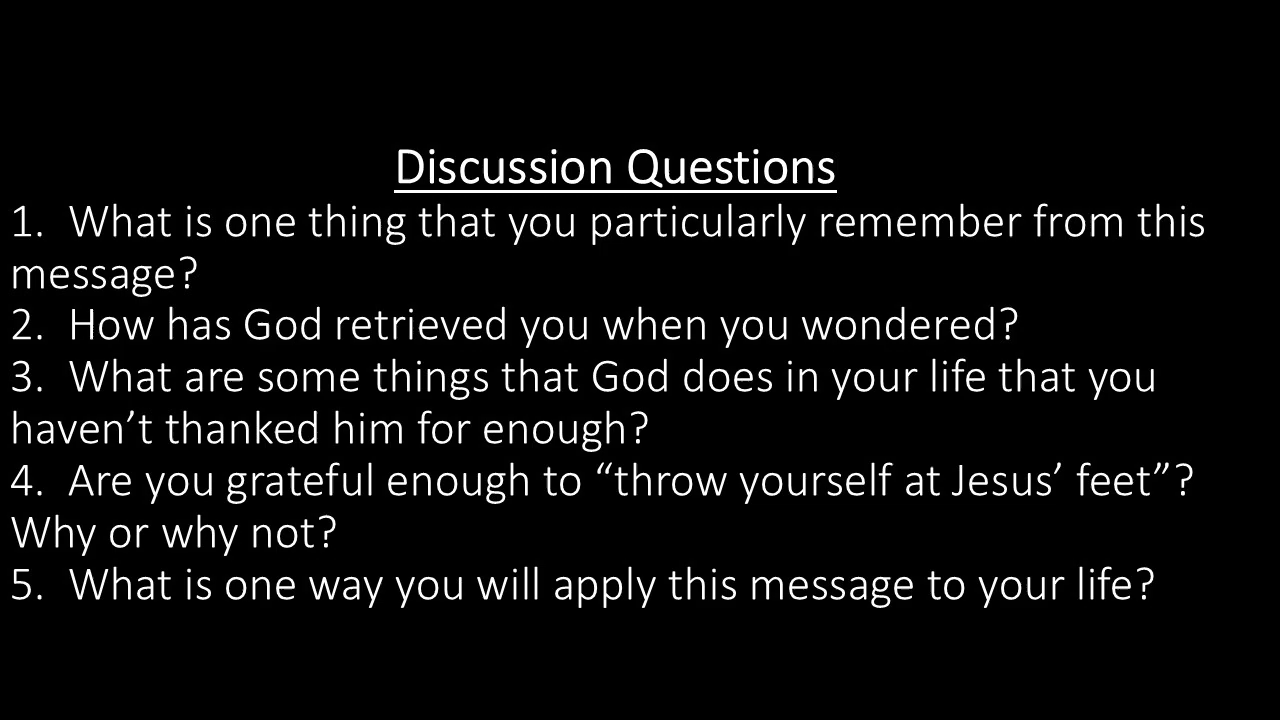 Discussion Questions
1.  What is one thing that you particularly remember from this
message?
2.  How has God retrieved you when you wondered?
3.  What are some things that God does in your life that you
haven’t thanked him for enough?
4.  Are you grateful enough to “throw yourself at Jesus’ feet”?
Why or why not?
5.  What is one way you will apply this message to your life?